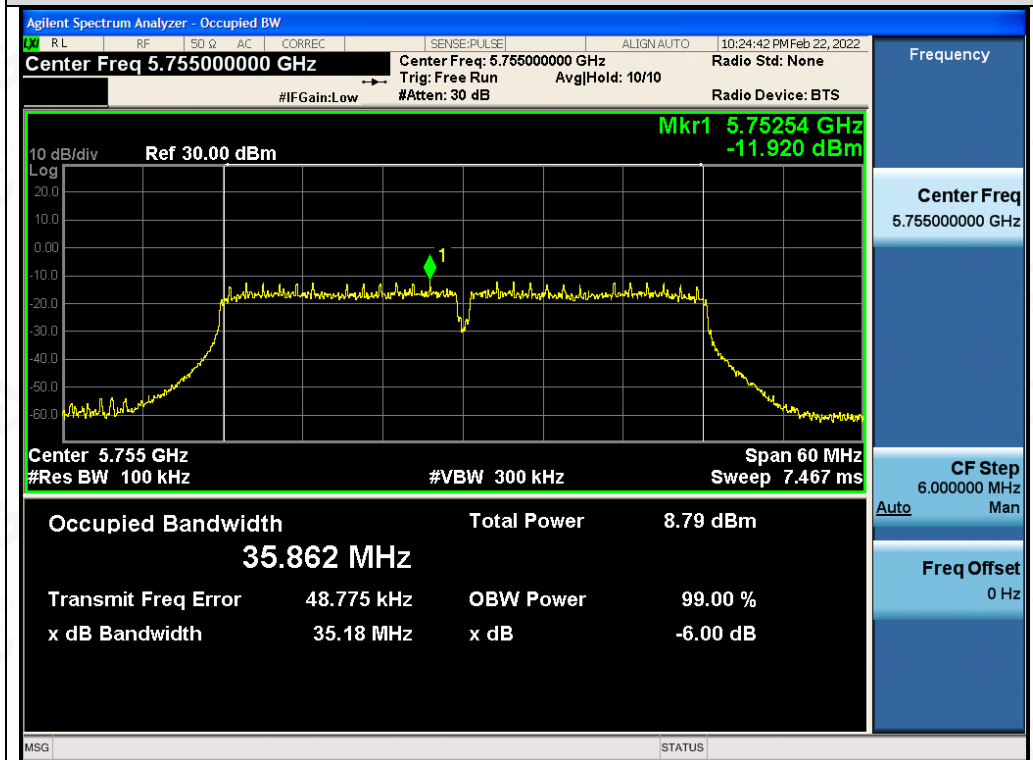 Agilent Spectrum Analyzer - Occupied BW
LXI RL RF 50 Ω AC CORREC SENSE:PULSE ALIGN AUTO 10:24:42 PM Feb 22, 2022
Center Freq 5.755000000 GHz
Center Freq: 5.755000000 GHz
Radio Std: None
Trig: Free Run Avg|Hold: 10/10
#IFGain:Low
#Atten: 30 dB
Radio Device: BTS
Mkr1 5.75254 GHz
-11.920 dBm
10 dB/div Ref 30.00 dBm
Log
20.0
10.0
0.00
-10.0
-20.0
-30.0
-40.0
-50.0
-60.0
1
Center 5.755 GHz
Span 60 MHz
#Res BW 100 kHz
#VBW 300 kHz
Sweep 7.467 ms
Occupied Bandwidth
Total Power 8.79 dBm
35.862 MHz
Transmit Freq Error 48.775 kHz
OBW Power 99.00 %
x dB Bandwidth 35.18 MHz
x dB -6.00 dB
Frequency
Center Freq
5.755000000 GHz
CF Step
6.000000 MHz
Auto Man
Freq Offset
0 Hz
MSG
STATUS